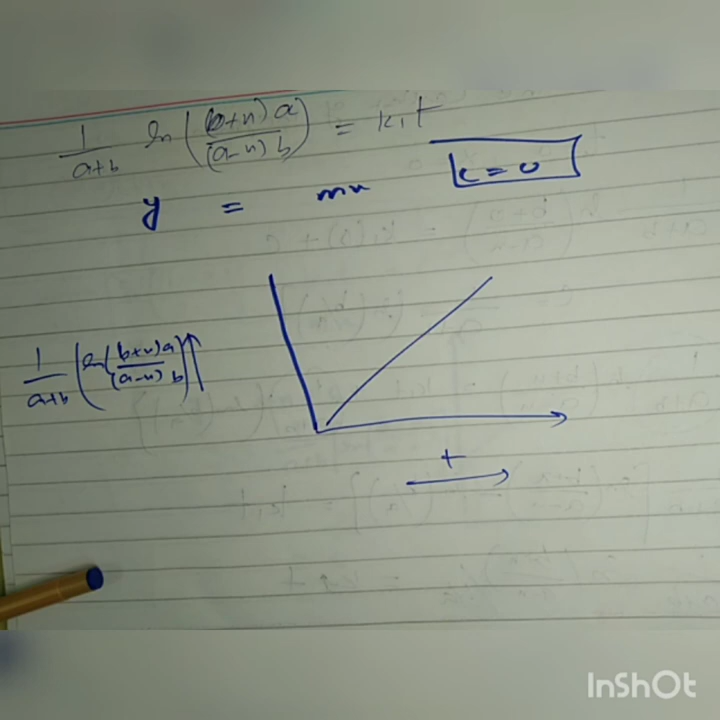 1/(a+b) ln((b+x)a/(a-x)b) = k₁t
y = mx
c = 0
1/(a+b) (ln((b+x)a/(a-x)b)) ↑
t
InShOt